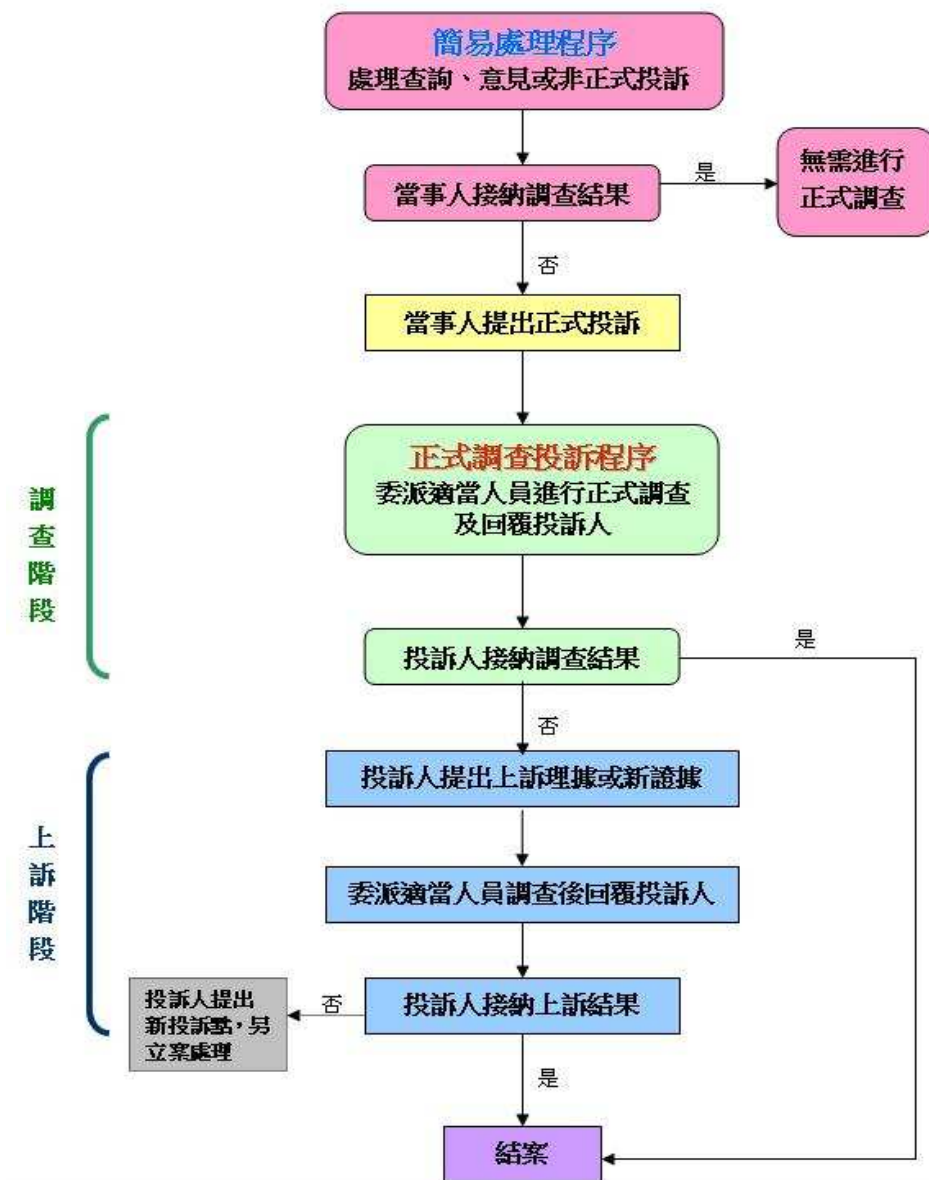 簡易處理程序
處理查詢、意見或非正式投訴
當事人接納調查結果
是
無需進行
正式調查
否
當事人提出正式投訴
調查階段
正式調查投訴程序
委派適當人員進行正式調查
及回覆投訴人
投訴人接納調查結果
是
否
上訴階段
投訴人提出上訴理據或新證據
委派適當人員調查後回覆投訴人
投訴人接納上訴結果
否
投訴人提出
新投訴點，另
立案處理
是
結案